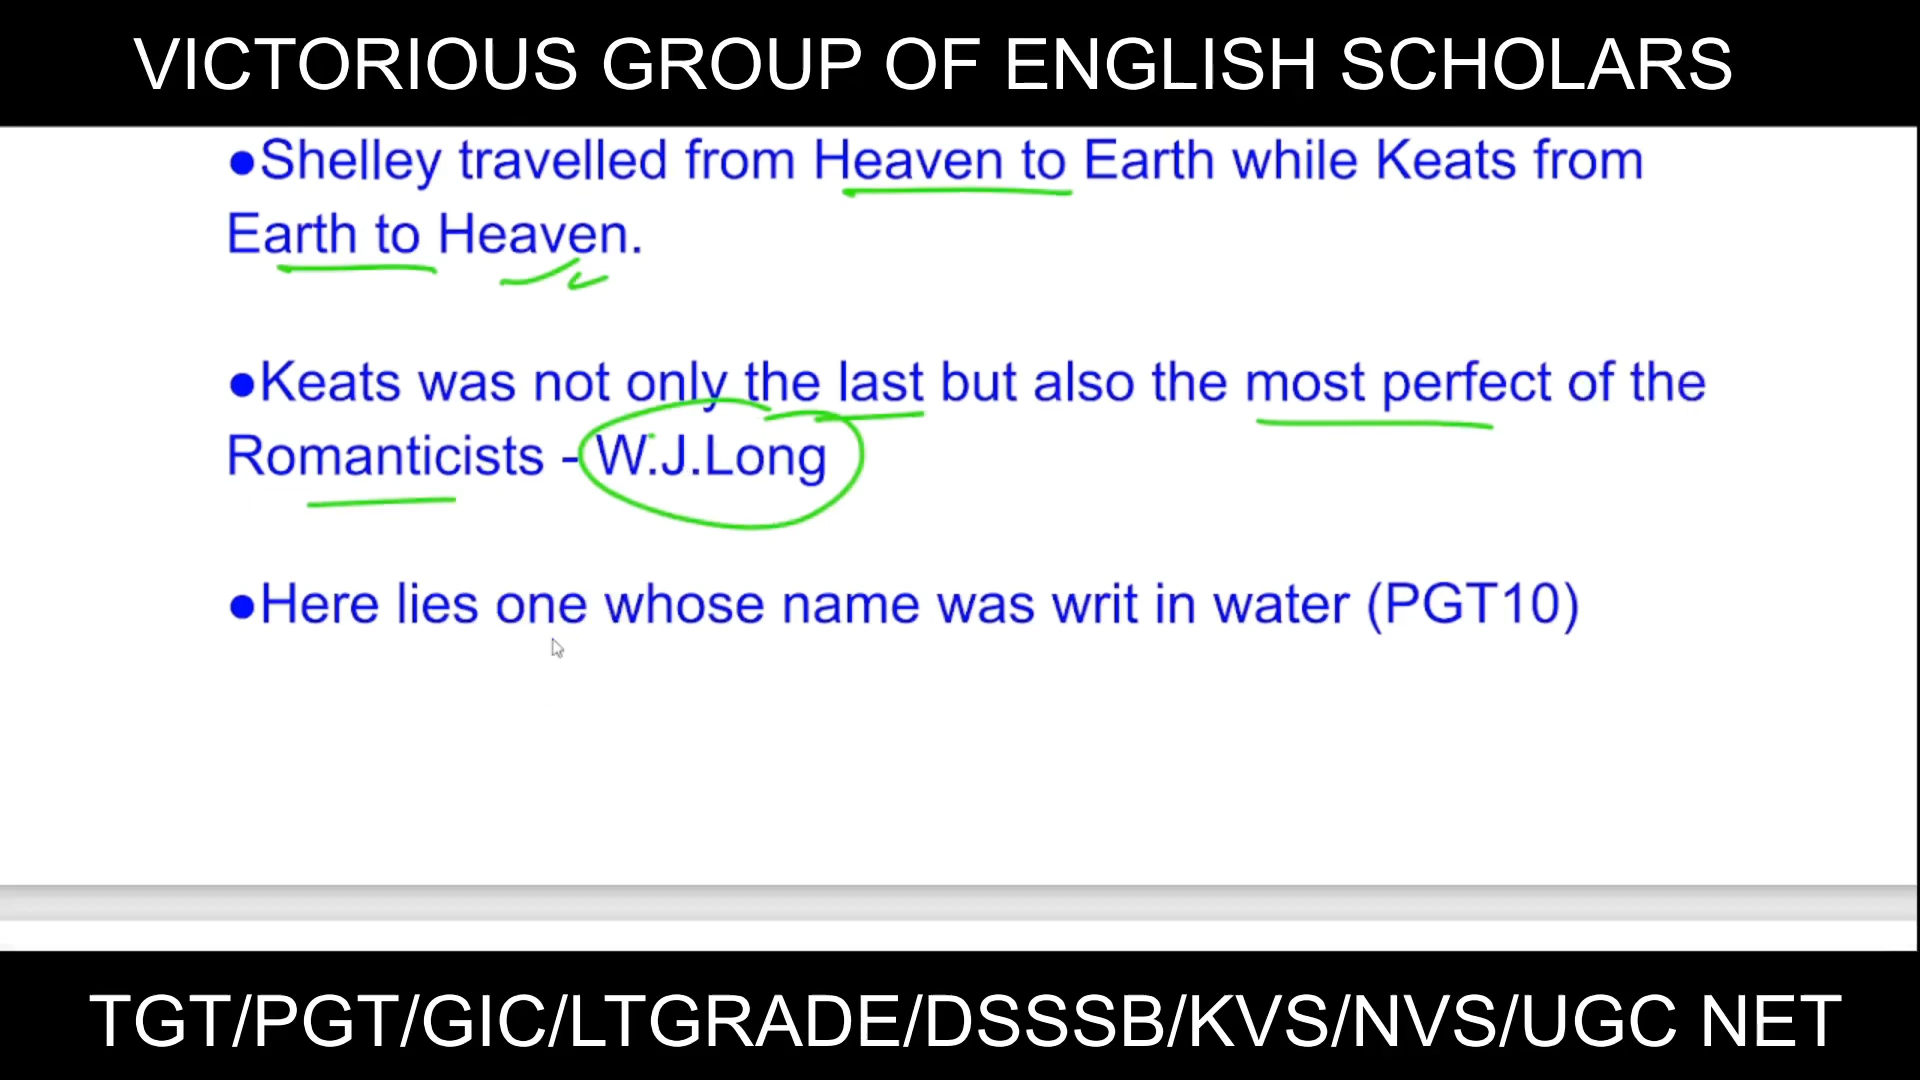 VICTORIOUS GROUP OF ENGLISH SCHOLARS
●Shelley travelled from Heaven to Earth while Keats from
Earth to Heaven.
●Keats was not only the last but also the most perfect of the
Romanticists - W.J.Long
●Here lies one whose name was writ in water (PGT10)
TGT/PGT/GIC/LTGRADE/DSSSB/KVS/NVS/UGC NET